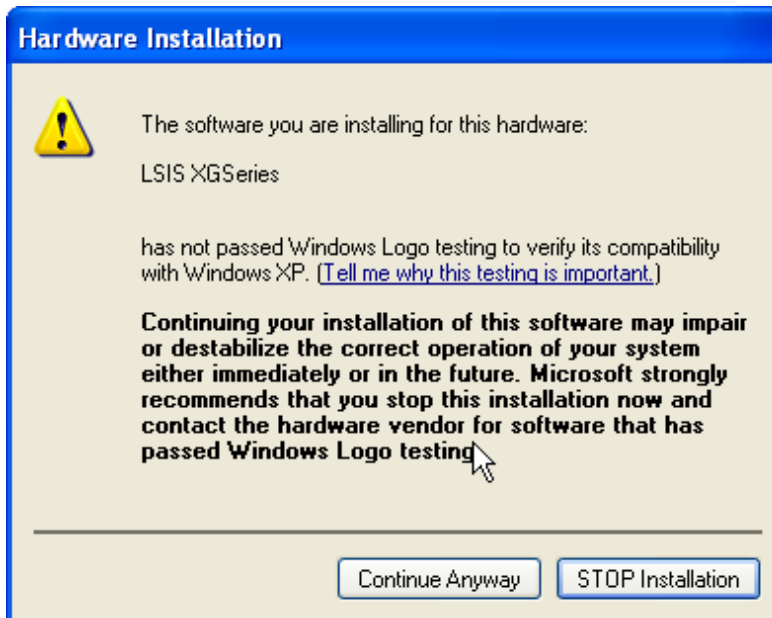 Hardware Installation
The software you are installing for this hardware:
LSIS XGSeries
has not passed Windows Logo testing to verify its compatibility
with Windows XP. (Tell me why this testing is important.)
Continuing your installation of this software may impair
or destabilize the correct operation of your system
either immediately or in the future. Microsoft strongly
recommends that you stop this installation now and
contact the hardware vendor for software that has
passed Windows Logo testing
Continue Anyway
STOP Installation